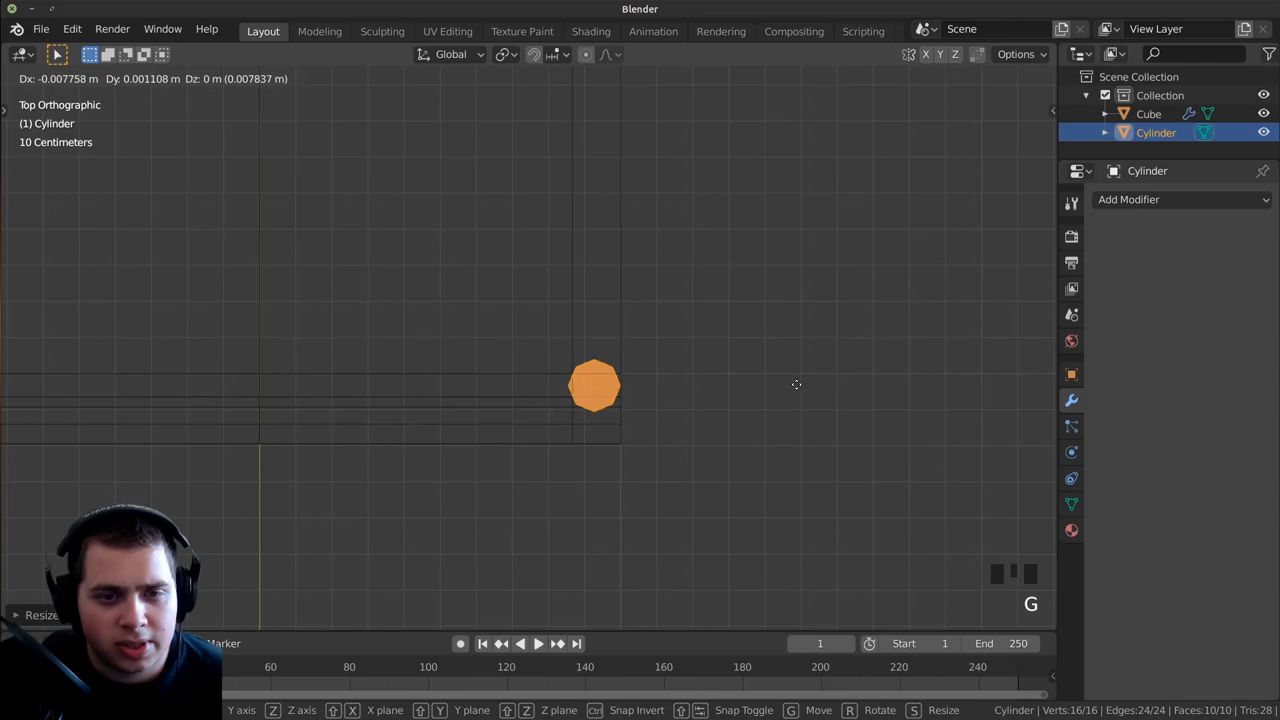 Blender
File Edit Render Window Help Layout Modeling Sculpting UV Editing Texture Paint Shading Animation Rendering Compositing Scripting Scene View Layer
Global X Y Z Options
Dx: -0.007758 m Dy: 0.001108 m Dz: 0 m (0.007837 m)
Top Orthographic
(1) Cylinder
10 Centimeters
Scene Collection
Collection
Cube
Cylinder
Cylinder
Add Modifier
G
Resize
Marker 1 Start 1 End 250
60 80 100 120 140 160 180 200 220 240
Y axis Z Z axis X X plane Y Y plane Z Z plane Ctrl Snap Invert Snap Toggle G Move R Rotate S Resize Cylinder | Verts:16/16 | Edges:24/24 | Faces:10/10 | Tris:28